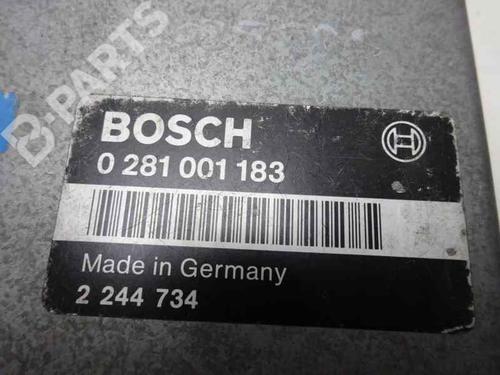 B-PARTS
BOSCH
0 281 001 183
Made in Germany
2 244 734